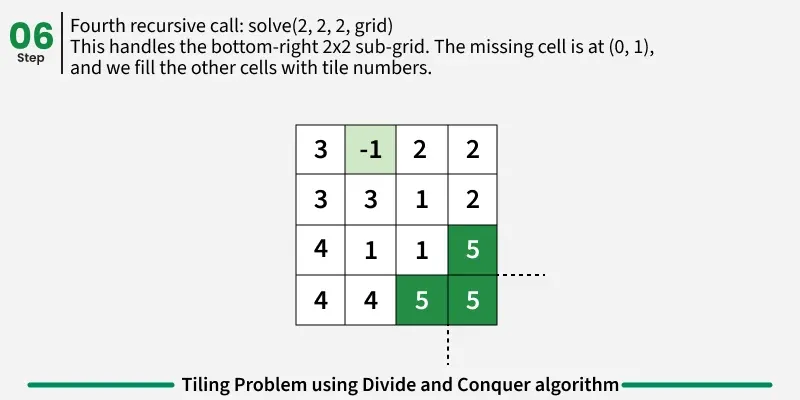 06
Step
Fourth recursive call: solve(2, 2, 2, grid)
This handles the bottom-right 2x2 sub-grid. The missing cell is at (0, 1),
and we fill the other cells with tile numbers.
3 -1 2 2
3 3 1 2
4 1 1 5
4 4 5 5
Tiling Problem using Divide and Conquer algorithm